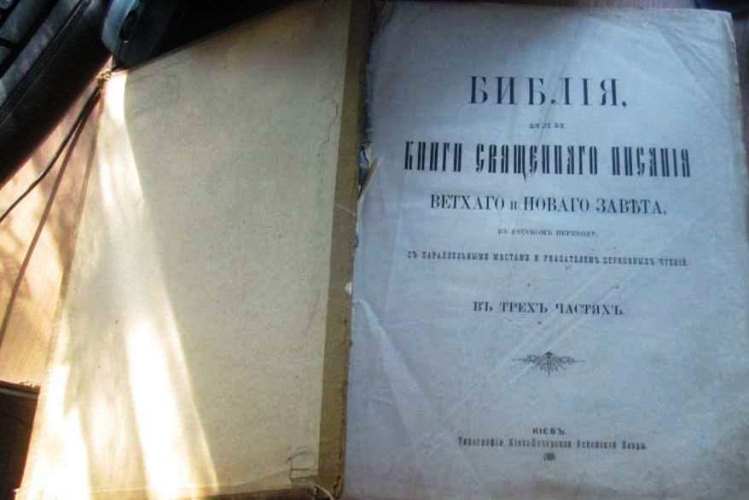 БИБЛІЯ,
КНИГИ СВЯЩЕННАГО ПИСАНІЯ
ВЕТХАГО и НОВАГО ЗАВѢТА,
ВЪ РУССКОМЪ ПЕРЕВОДѢ,
СЪ ПАРАЛЛЕЛЬНЫМИ МѢСТАМИ И УКАЗАТЕЛЕМЪ ЦЕРКОВНЫХЪ ЧТЕНІЙ.
ВЪ ТРЕХЪ ЧАСТЯХЪ.
КІЕВЪ.
Типографія Кіево-Печерской Успенской Лавры.